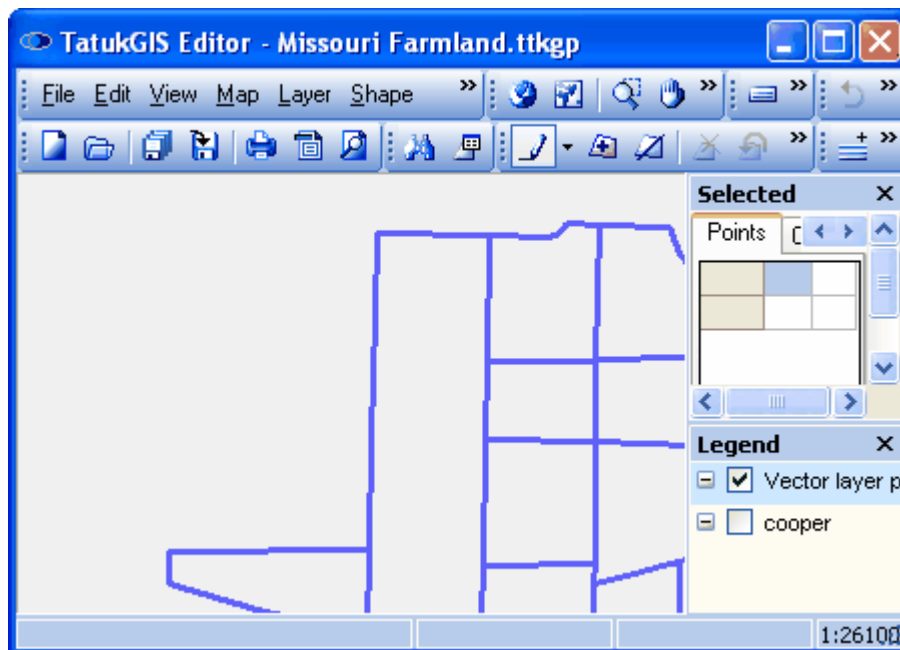 TatukGIS Editor - Missouri Farmland.ttkgp
File Edit View Map Layer Shape
Selected
Points
Legend
Vector layer p
cooper